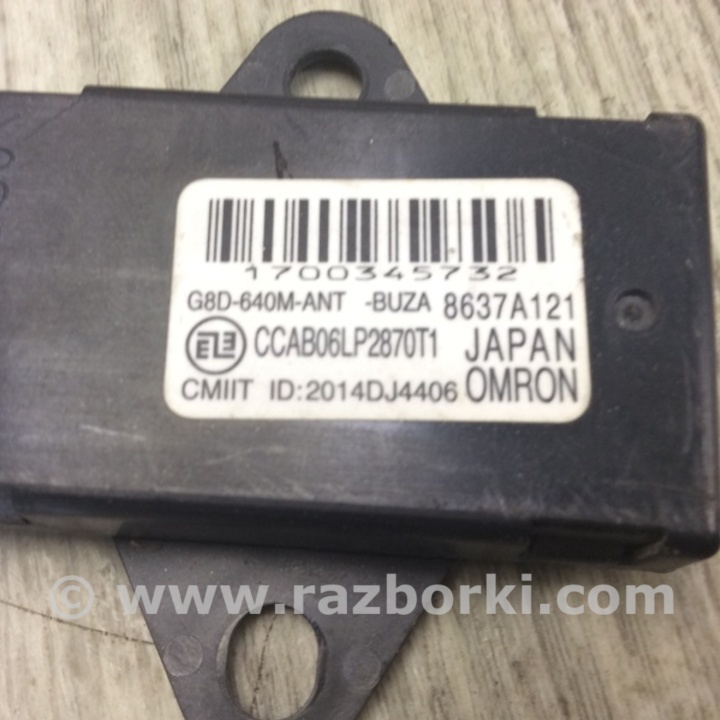 1700345732
G8D-640M-ANT -BUZA 8637A121
CCAB06LP2870T1 JAPAN
CMIIT ID:2014DJ4406 OMRON
© www.razborki.com